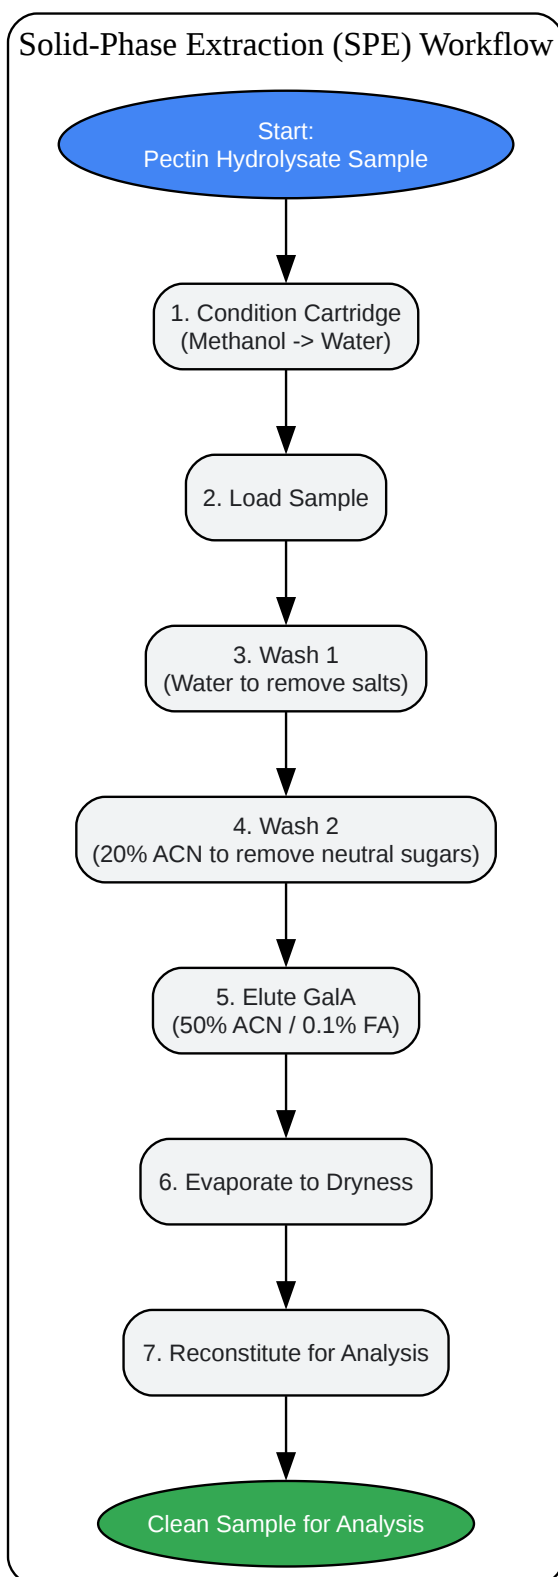 Solid-Phase Extraction (SPE) Workflow
Start:
Pectin Hydrolysate Sample
1. Condition Cartridge
(Methanol -> Water)
2. Load Sample
3. Wash 1
(Water to remove salts)
4. Wash 2
(20% ACN to remove neutral sugars)
5. Elute GalA
(50% ACN / 0.1% FA)
6. Evaporate to Dryness
7. Reconstitute for Analysis
Clean Sample for Analysis